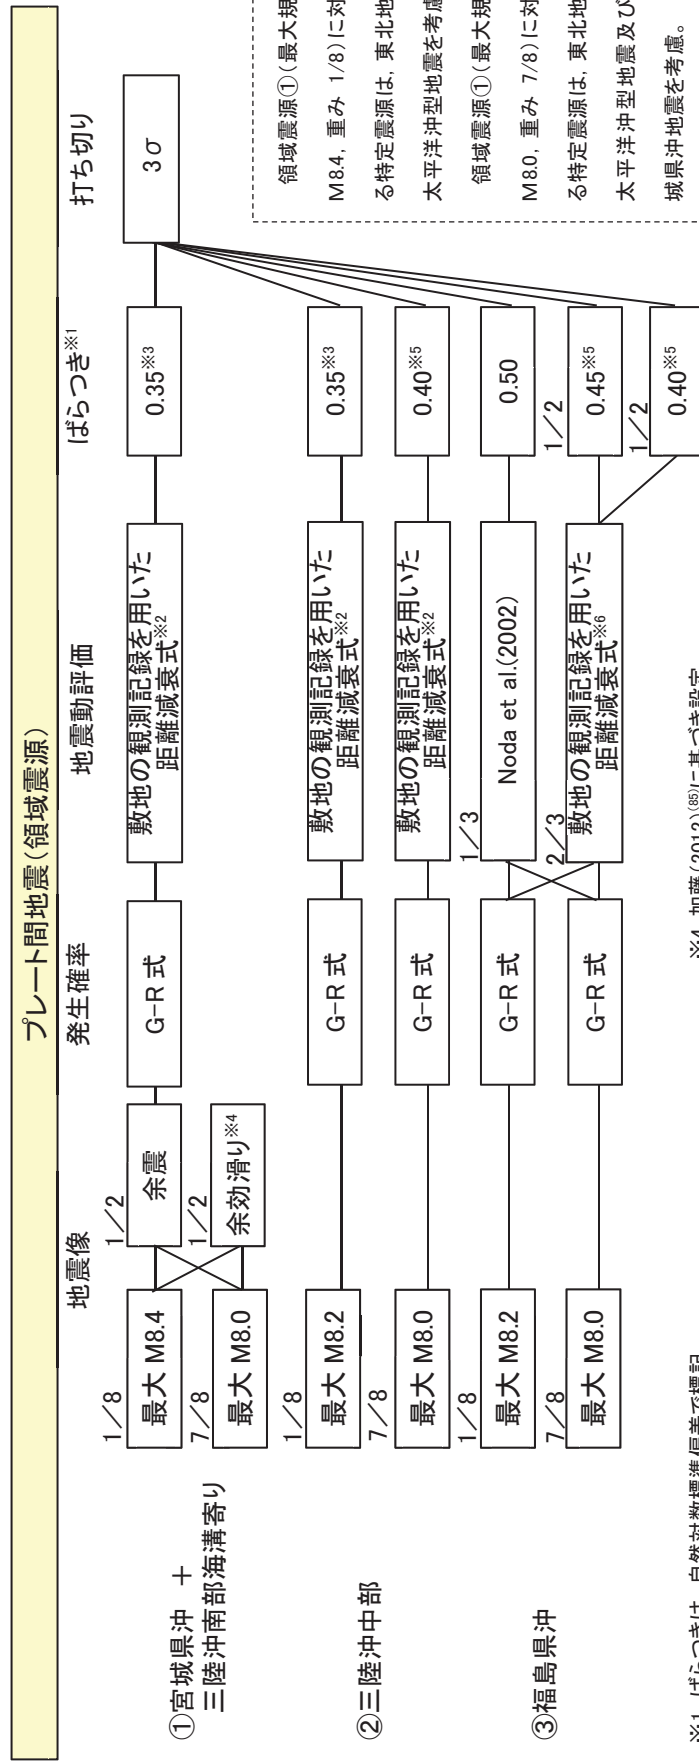 プレート間地震(領域震源)
地震像
発生確率
地震動評価
ばらつき※1
打ち切り
①宮城県沖 +
三陸沖南部海溝寄り
1/8
最大 M8.4
7/8
最大 M8.0
1/2
余震
1/2
余効滑り※4
G-R 式
敷地の観測記録を用いた
距離減衰式※2
0.35※3
3σ
②三陸沖中部
1/8
最大 M8.2
G-R 式
敷地の観測記録を用いた
距離減衰式※2
0.35※3
7/8
最大 M8.0
G-R 式
敷地の観測記録を用いた
距離減衰式※2
0.40※5
③福島県沖
1/8
最大 M8.2
G-R 式
1/3
Noda et al.(2002)
0.50
7/8
最大 M8.0
G-R 式
2/3
敷地の観測記録を用いた
距離減衰式※6
1/2
0.45※5
1/2
0.40※5
領域震源①(最大規
M8.4, 重み 1/8)に対
る特定震源は, 東北地
太平洋沖型地震を考慮
領域震源①(最大規
M8.0, 重み 7/8)に対
る特定震源は, 東北地
太平洋沖型地震及び
城県沖地震を考慮。
※1 ばらつきは, 自然対数標準偏差で標記
※4 加藤(2012)(85)に基づき設定